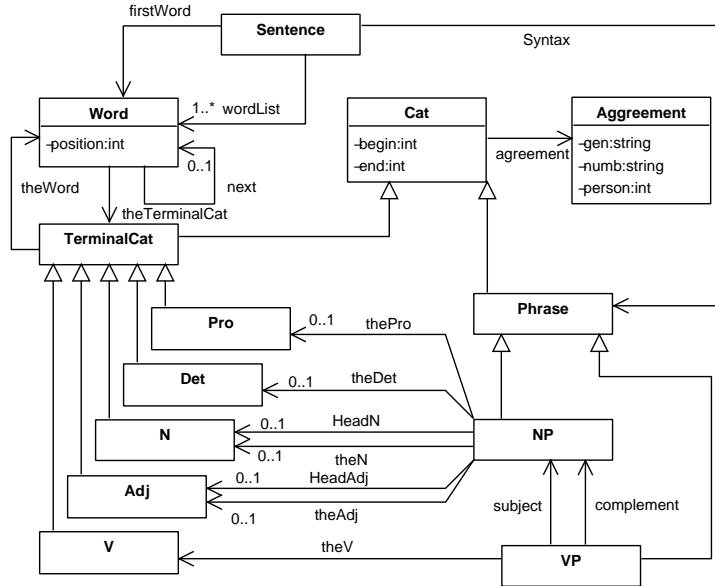 firstWord
Sentence
Syntax
Word
1..* wordList
Cat
Aggreement
-position:int
-begin:int
-end:int
agreement
-gen:string
-numb:string
-person:int
0..1
theWord
next
theTerminalCat
TerminalCat
Pro
0..1
thePro
Phrase
Det
0..1
theDet
N
0..1
HeadN
NP
0..1
theN
Adj
0..1
HeadAdj
0..1
theAdj
subject
complement
V
theV
VP